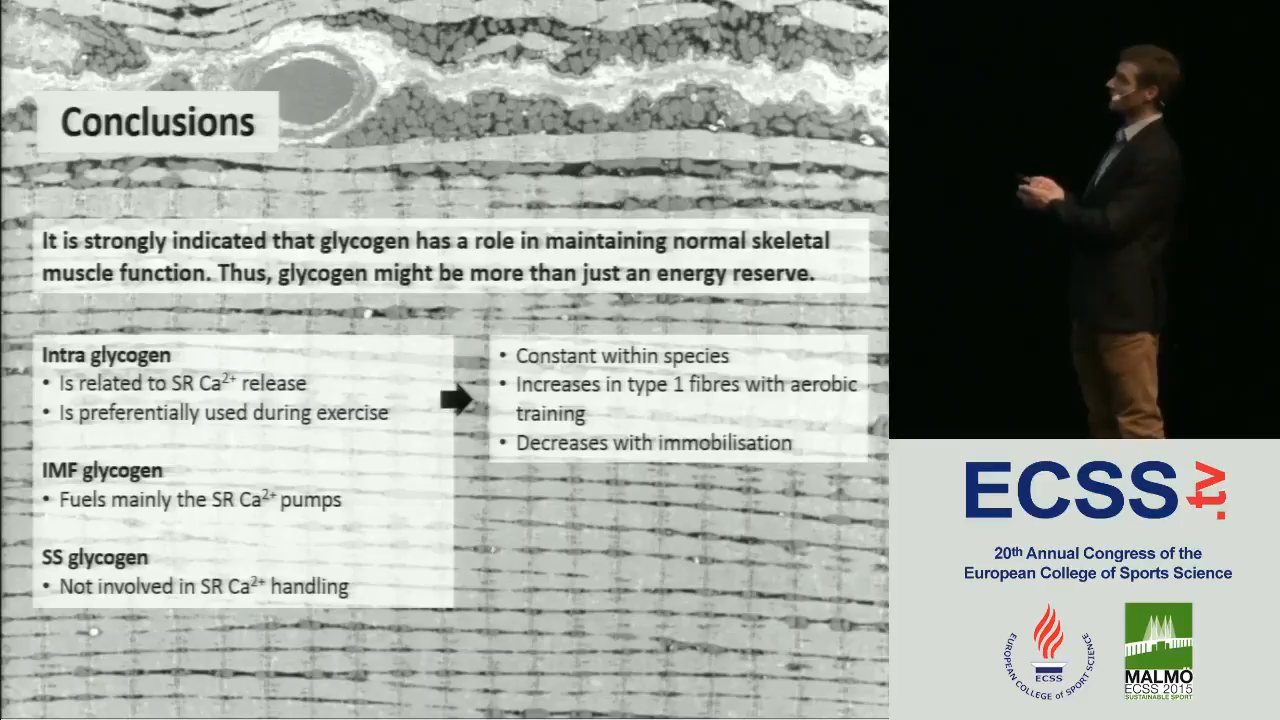 Conclusions
It is strongly indicated that glycogen has a role in maintaining normal skeletal
muscle function. Thus, glycogen might be more than just an energy reserve.
Intra glycogen
• Is related to SR Ca²⁺ release
• Is preferentially used during exercise
IMF glycogen
• Fuels mainly the SR Ca²⁺ pumps
SS glycogen
• Not involved in SR Ca²⁺ handling
• Constant within species
• Increases in type 1 fibres with aerobic
training
• Decreases with immobilisation
ECSS.tv
20th Annual Congress of the
European College of Sports Science
EUROPEAN COLLEGE OF SPORT SCIENCE
ECSS
MALMÖ
ECSS 2015
SUSTAINABLE SPORT